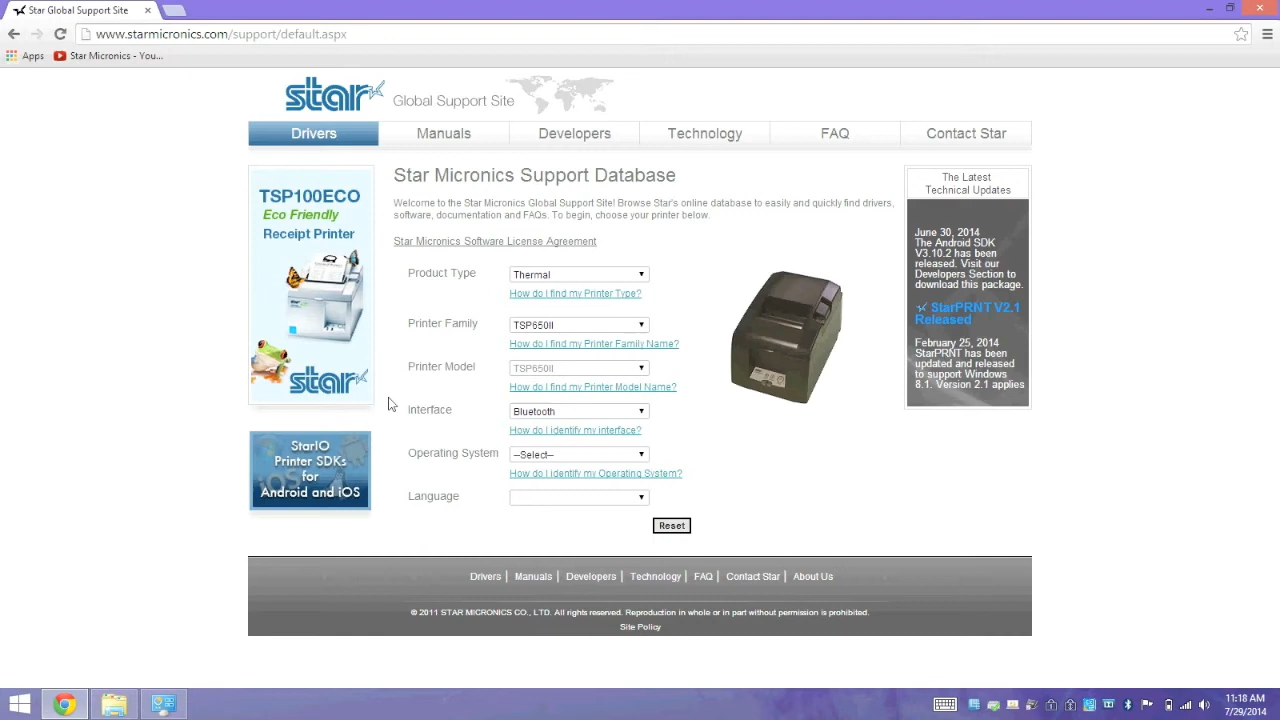 Star Global Support Site
www.starmicronics.com/support/default.aspx
Apps
Star Micronics - You...
star
Global Support Site
Drivers
Manuals
Developers
Technology
FAQ
Contact Star
TSP100ECO
Eco Friendly
Receipt Printer
star
StarIO
Printer SDKs
for
Android and iOS
Star Micronics Support Database
Welcome to the Star Micronics Global Support Site! Browse Star's online database to easily and quickly find drivers,
software, documentation and FAQs. To begin, choose your printer below.
Star Micronics Software License Agreement
Product Type
Thermal
How do I find my Printer Type?
Printer Family
TSP650II
How do I find my Printer Family Name?
Printer Model
TSP650II
How do I find my Printer Model Name?
Interface
Bluetooth
How do I identify my interface?
Operating System
--Select--
How do I identify my Operating System?
Language
Reset
The Latest
Technical Updates
June 30, 2014
The Android SDK
V3.10.2 has been
released. Visit our
Developers Section to
download this package.
StarPRNT V2.1
Released
February 25, 2014
StarPRNT has been
updated and released
to support Windows
8.1. Version 2.1 applies
Drivers | Manuals | Developers | Technology | FAQ | Contact Star | About Us
© 2011 STAR MICRONICS CO., LTD. All rights reserved. Reproduction in whole or in part without permission is prohibited.
Site Policy
11:18 AM
7/29/2014